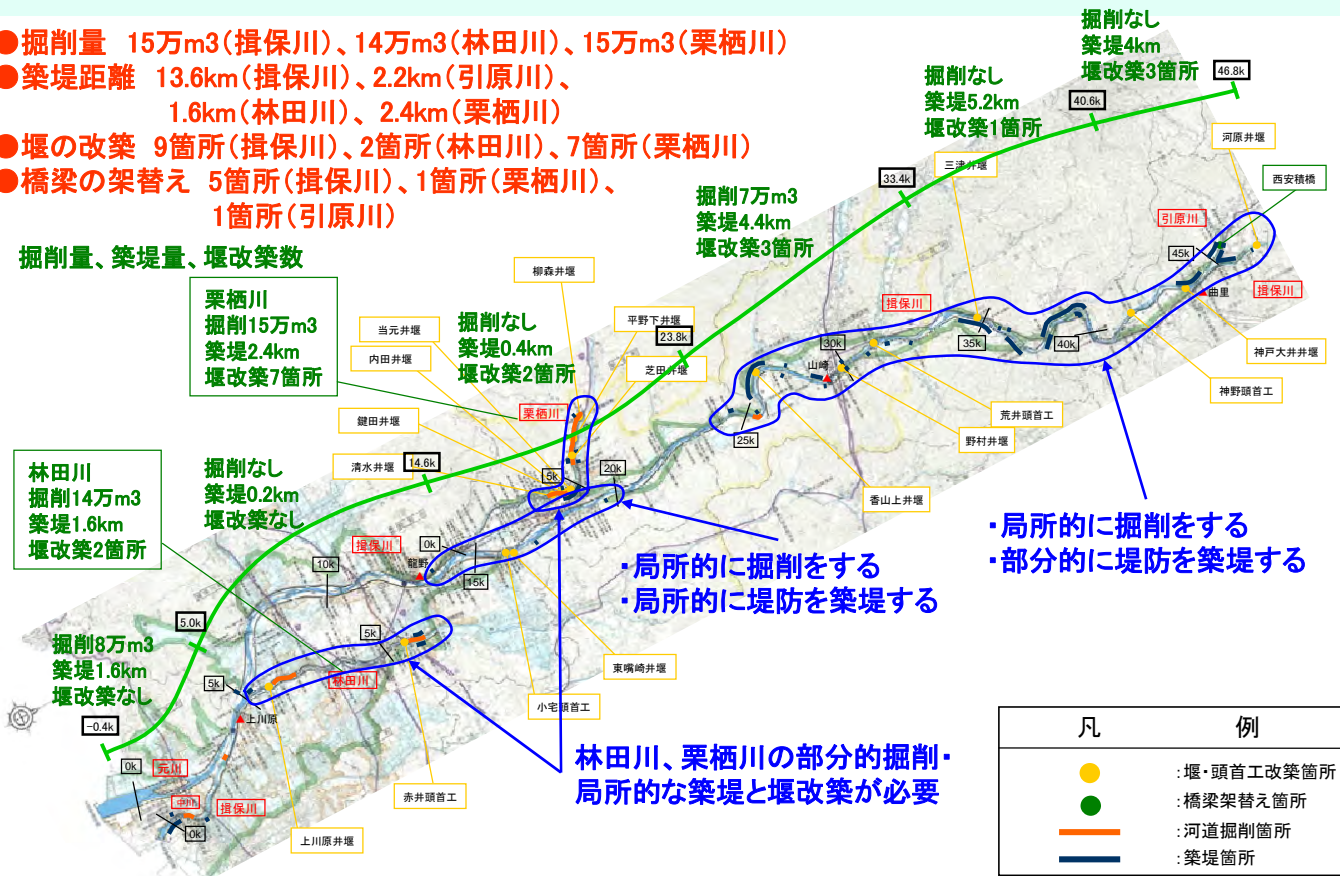 ●掘削量 15万m3(揖保川)、14万m3(林田川)、15万m3(栗栖川)
●築堤距離 13.6km(揖保川)、2.2km(引原川)、
1.6km(林田川)、2.4km(栗栖川)
●堰の改築 9箇所(揖保川)、2箇所(林田川)、7箇所(栗栖川)
●橋梁の架替え 5箇所(揖保川)、1箇所(栗栖川)、
1箇所(引原川)
掘削量、築堤量、堰改築数
掘削なし
築堤4km
堰改築3箇所
46.8k
掘削なし
築堤5.2km
堰改築1箇所
40.6k
河原井堰
三津井堰
西安積橋
33.4k
掘削7万m3
築堤4.4km
堰改築3箇所
引原川
45k
曲里
揖保川
揖保川
柳森井堰
栗栖川
掘削15万m3
築堤2.4km
堰改築7箇所
当元井堰
内田井堰
掘削なし
築堤0.4km
堰改築2箇所
平野下井堰
23.8k
芝田井堰
30k
山崎
35k
40k
神戸大井井堰
神野頭首工
荒井頭首工
野村井堰
25k
香山上井堰
鍵田井堰
栗栖川
清水井堰
14.6k
5k
20k
林田川
掘削14万m3
築堤1.6km
堰改築2箇所
掘削なし
築堤0.2km
堰改築なし
揖保川
0k
龍野
10k
15k
・局所的に掘削をする
・局所的に堤防を築堤する
・局所的に掘削をする
・部分的に堤防を築堤する
5.0k
5k
掘削8万m3
築堤1.6km
堰改築なし
5k
林田川
東嘴崎井堰
小宅頭首工
-0.4k
上川原
0k
元川
中川
揖保川
0k
赤井頭首工
上川原井堰
林田川、栗栖川の部分的掘削・
局所的な築堤と堰改築が必要
凡 例
:堰・頭首工改築箇所
:橋梁架替え箇所
:河道掘削箇所
:築堤箇所